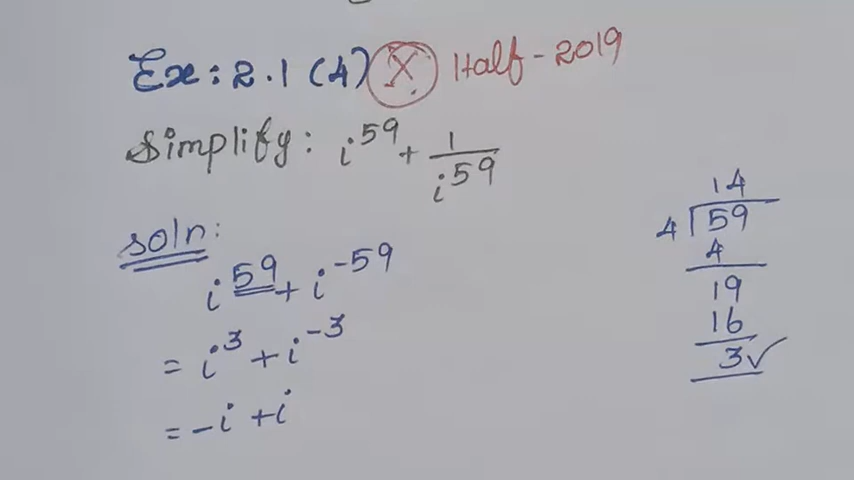 Ex: 2.1 (4) X Half - 2019
Simplify: i^59 + 1/i^59
soln:
i^59 + i^-59
= i^3 + i^-3
= -i + i
14
4 59
4
19
16
3✓